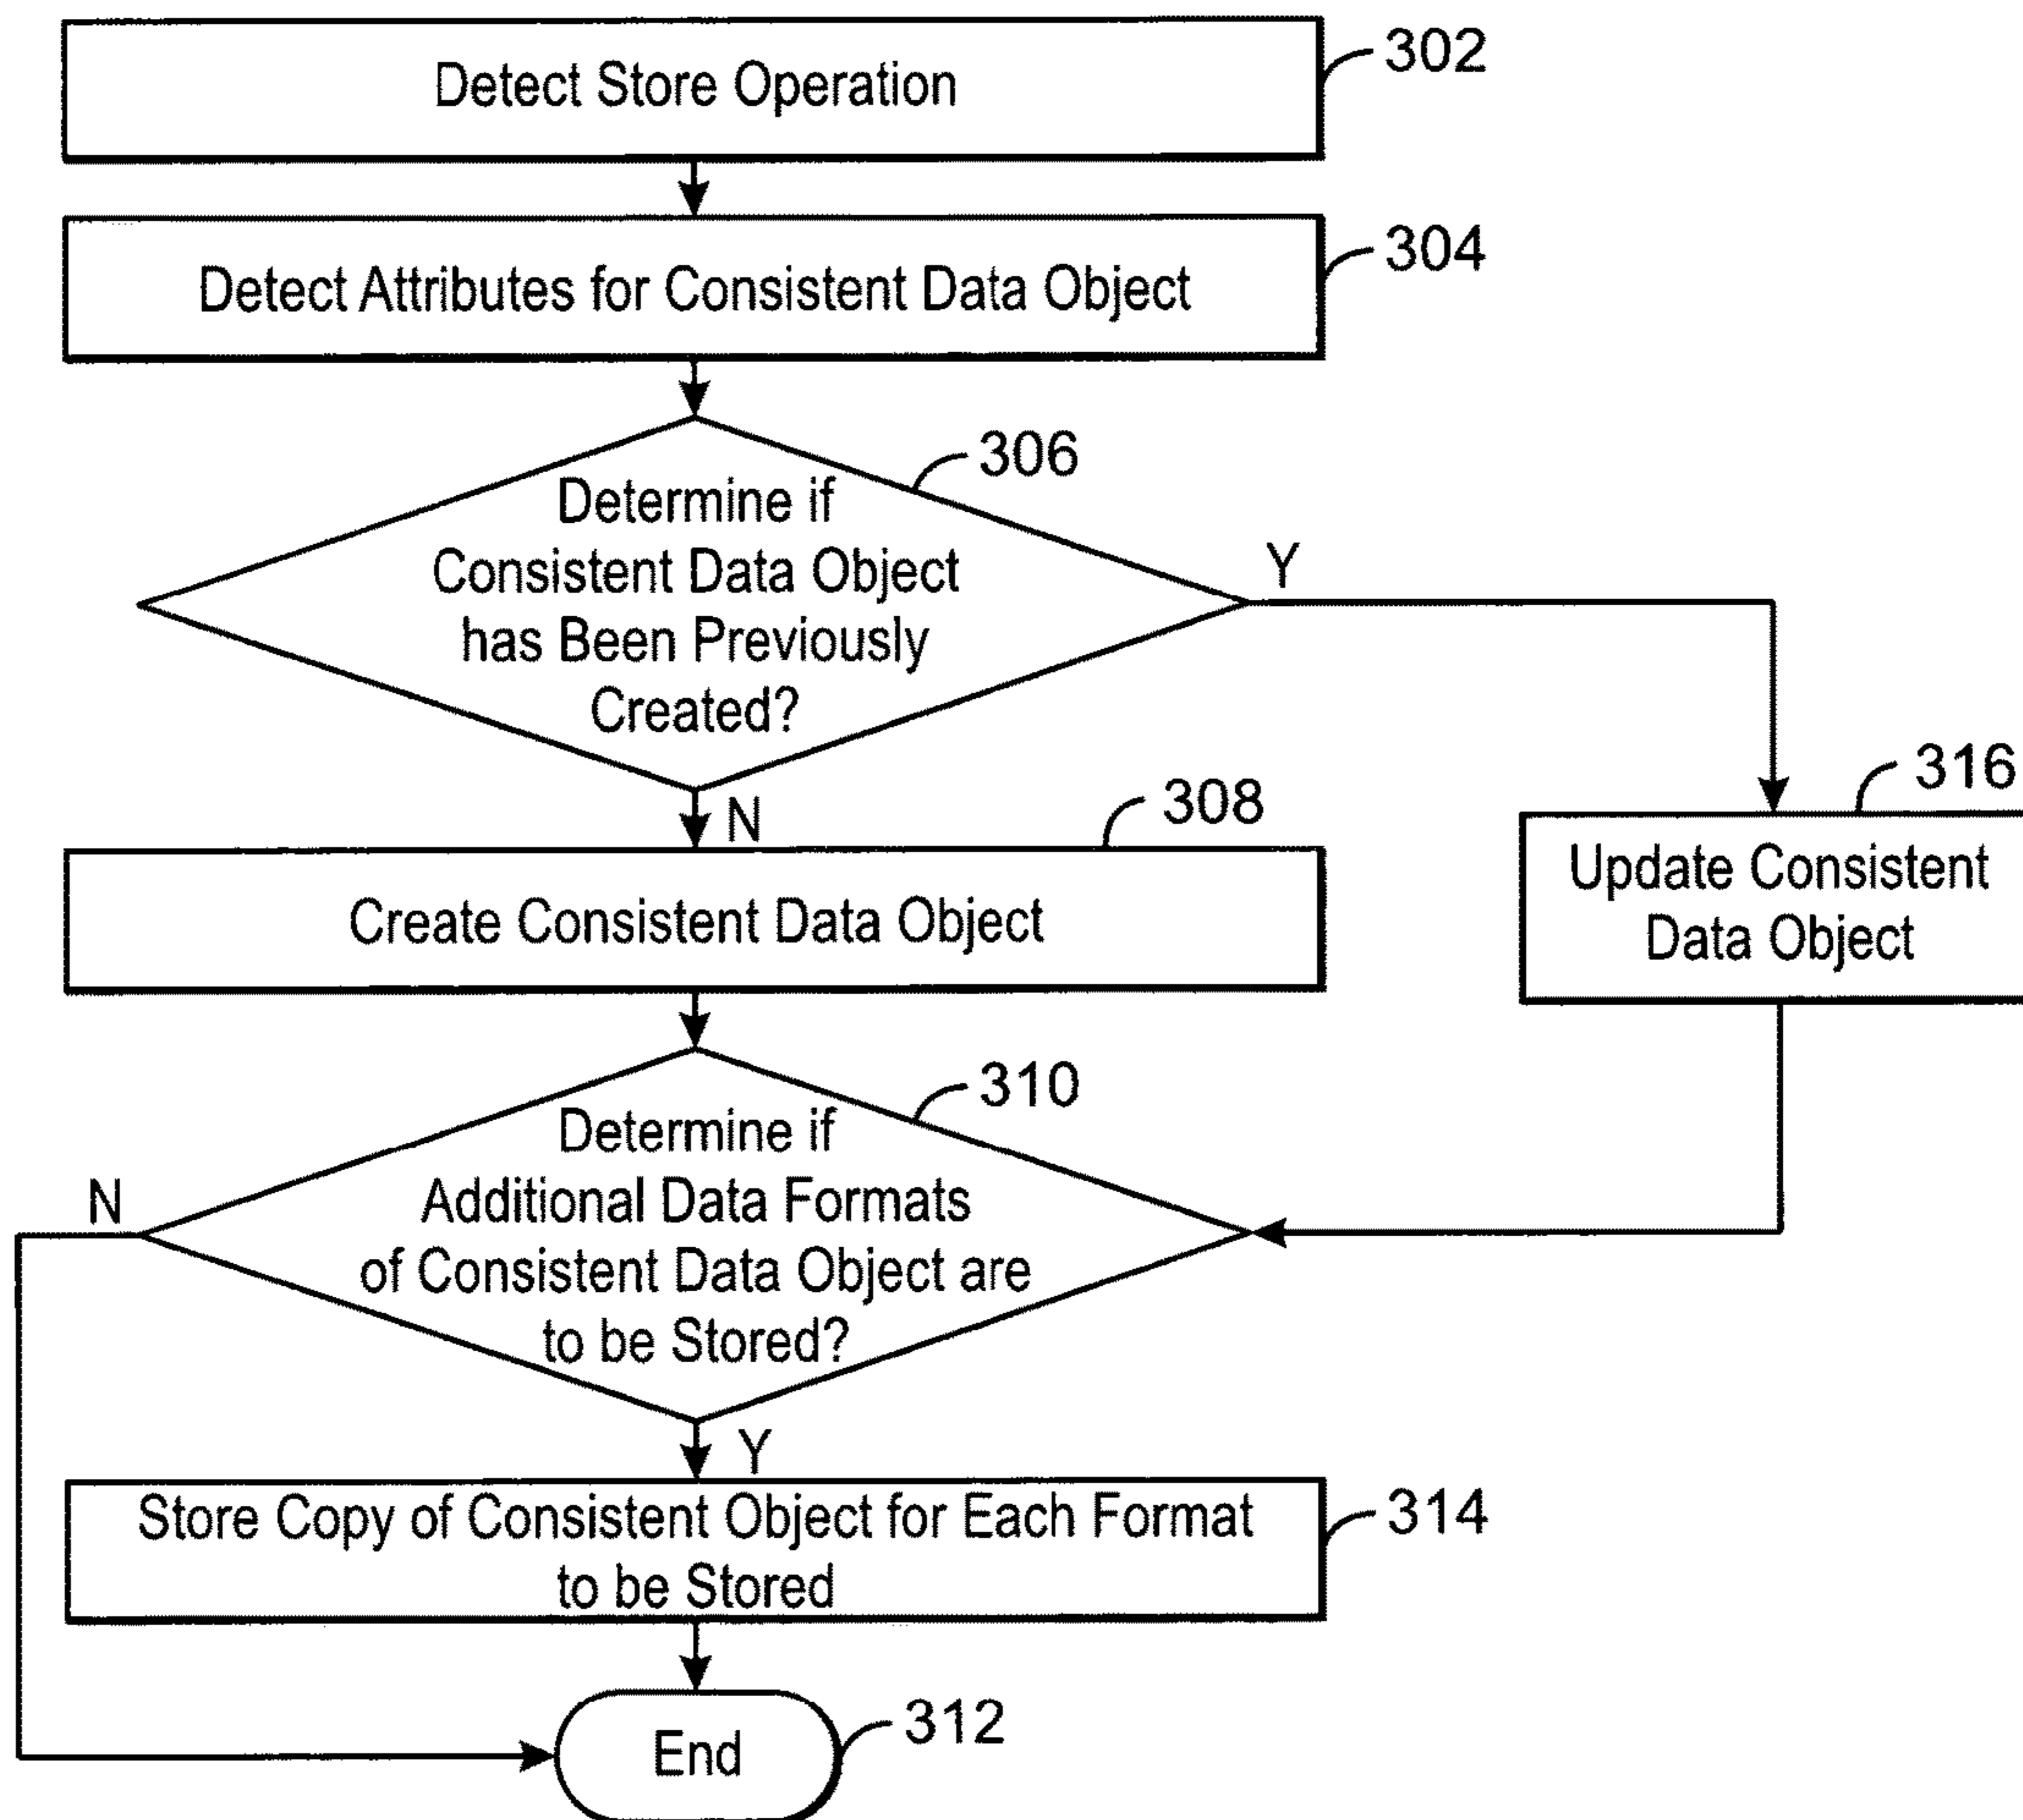 Detect Store Operation
302
Detect Attributes for Consistent Data Object
304
306
Determine if
Consistent Data Object
has Been Previously
Created?
Y
N
308
Create Consistent Data Object
316
Update Consistent
Data Object
310
Determine if
Additional Data Formats
of Consistent Data Object are
to be Stored?
N
Y
Store Copy of Consistent Object for Each Format
to be Stored
314
End
312